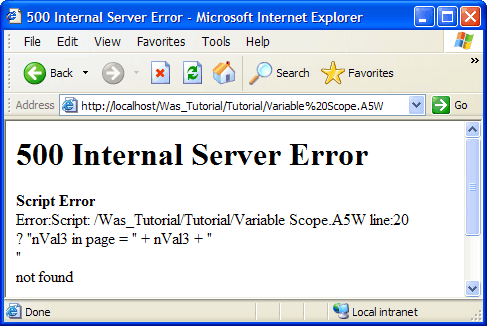 500 Internal Server Error - Microsoft Internet Explorer
File Edit View Favorites Tools Help
Back Search Favorites »
Address http://localhost/Was_Tutorial/Tutorial/Variable%20Scope.A5W Go
500 Internal Server Error
Script Error
Error:Script: /Was_Tutorial/Tutorial/Variable Scope.A5W line:20
? "nVal3 in page = " + nVal3 + "
"
not found
Done Local intranet